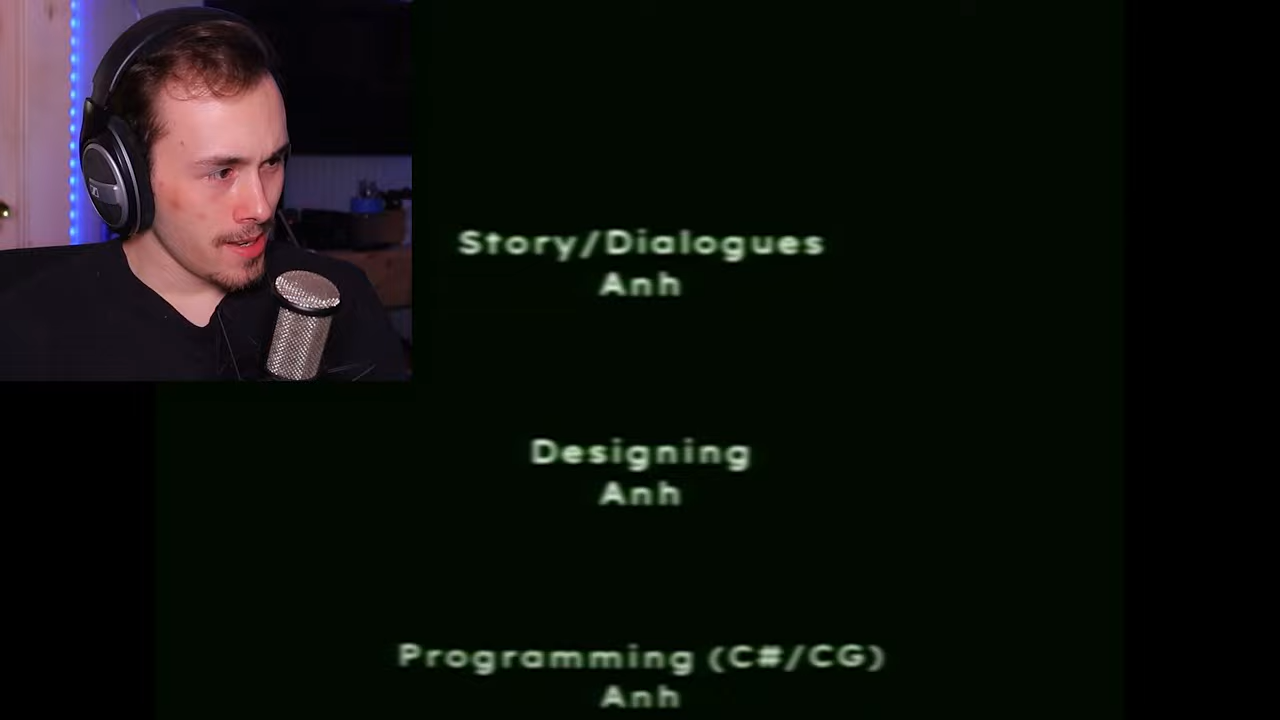 Story/Dialogues
Anh
Designing
Anh
Programming (C#/CG)
Anh